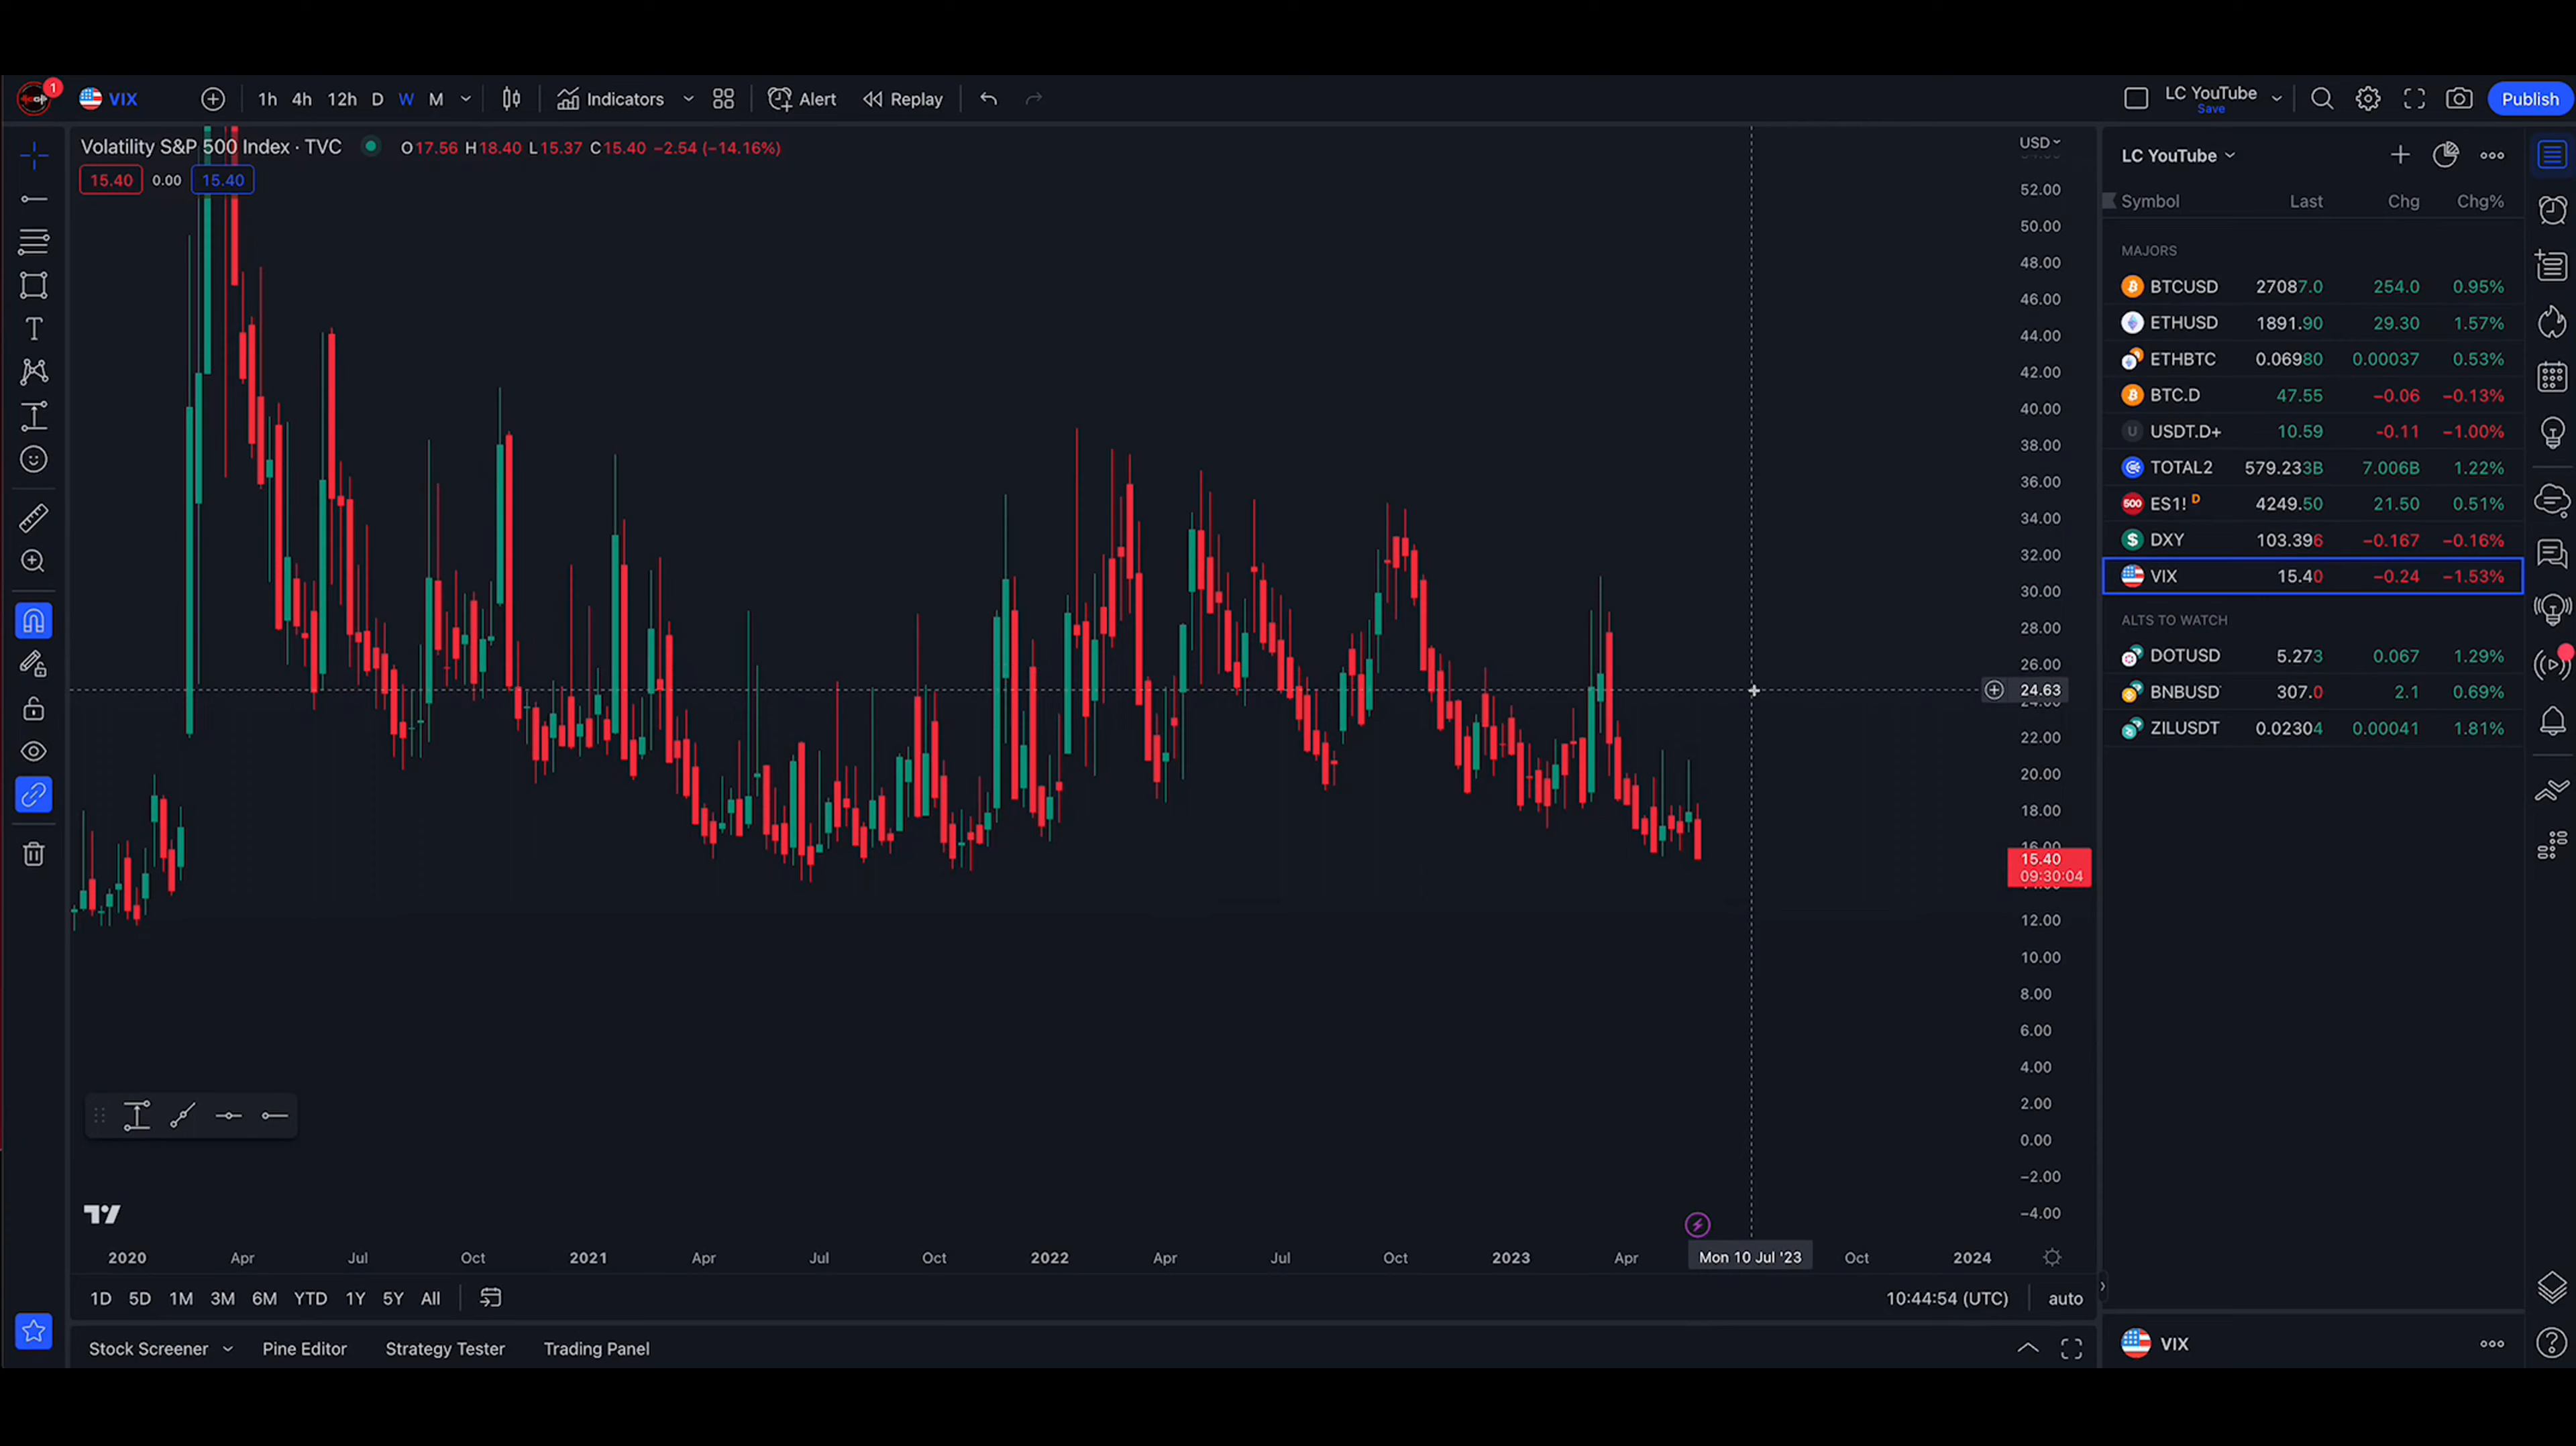 1 VIX 1h 4h 12h D W M Indicators Alert Replay LC YouTube Save Publish
Volatility S&P 500 Index · TVC O17.56 H18.40 L15.37 C15.40 −2.54 (−14.16%)
15.40 0.00 15.40
USD
52.00
50.00
48.00
46.00
44.00
42.00
40.00
38.00
36.00
34.00
32.00
30.00
28.00
26.00
24.63
22.00
20.00
18.00
15.40
09:30:04
12.00
10.00
8.00
6.00
4.00
2.00
0.00
−2.00
−4.00
2020 Apr Jul Oct 2021 Apr Jul Oct 2022 Apr Jul Oct 2023 Apr Mon 10 Jul '23 Oct 2024
1D 5D 1M 3M 6M YTD 1Y 5Y All 10:44:54 (UTC) auto
Stock Screener Pine Editor Strategy Tester Trading Panel
LC YouTube
Symbol Last Chg Chg%
MAJORS
BTCUSD 27087.0 254.0 0.95%
ETHUSD 1891.90 29.30 1.57%
ETHBTC 0.06980 0.00037 0.53%
BTC.D 47.55 −0.06 −0.13%
U USDT.D+ 10.59 −0.11 −1.00%
TOTAL2 579.233B 7.006B 1.22%
500 ES1! D 4249.50 21.50 0.51%
$ DXY 103.396 −0.167 −0.16%
VIX 15.40 −0.24 −1.53%
ALTS TO WATCH
DOTUSD 5.273 0.067 1.29%
BNBUSD 307.0 2.1 0.69%
ZILUSDT 0.02304 0.00041 1.81%
VIX